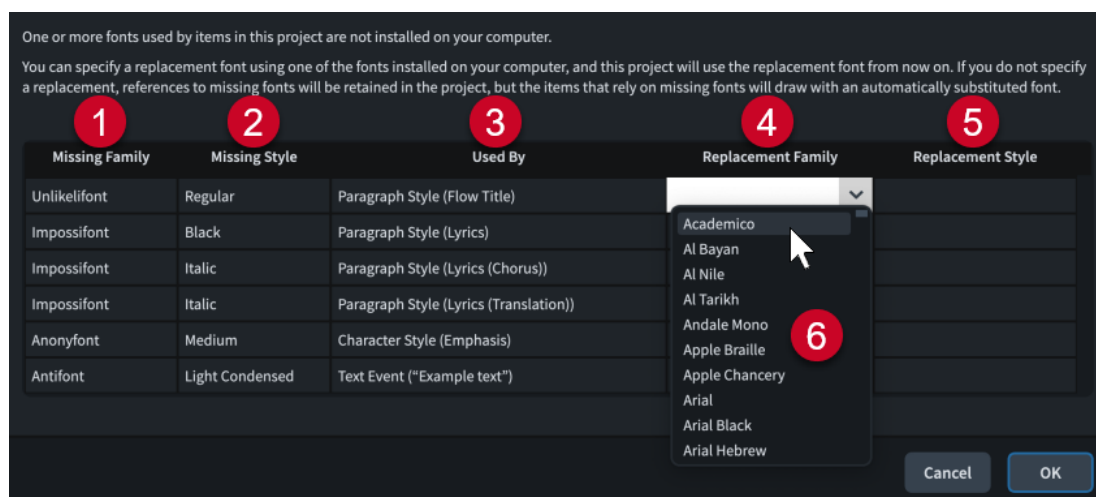 One or more fonts used by items in this project are not installed on your computer.
You can specify a replacement font using one of the fonts installed on your computer, and this project will use the replacement font from now on. If you do not specify
a replacement, references to missing fonts will be retained in the project, but the items that rely on missing fonts will draw with an automatically substituted font.
1 2 3 4 5
Missing Family Missing Style Used By Replacement Family Replacement Style
Unlikelifont Regular Paragraph Style (Flow Title)
Impossifont Black Paragraph Style (Lyrics)
Impossifont Italic Paragraph Style (Lyrics (Chorus))
Impossifont Italic Paragraph Style (Lyrics (Translation))
Anonyfont Medium Character Style (Emphasis)
Antifont Light Condensed Text Event (“Example text”)
Academico
Al Bayan
Al Nile
Al Tarikh
Andale Mono
6
Apple Braille
Apple Chancery
Arial
Arial Black
Arial Hebrew
Cancel OK